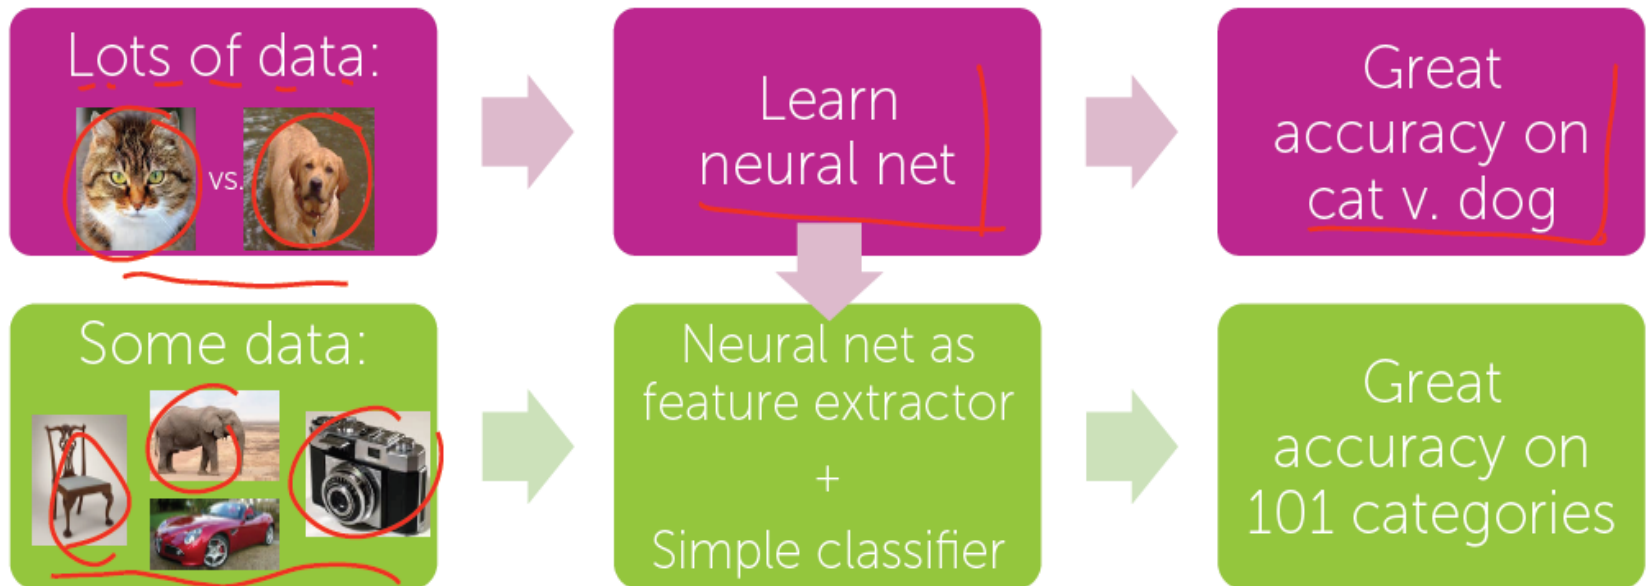 Lots of data:
vs.
Learn
neural net
Great
accuracy on
cat v. dog
Some data:
Neural net as
feature extractor
+
Simple classifier
Great
accuracy on
101 categories